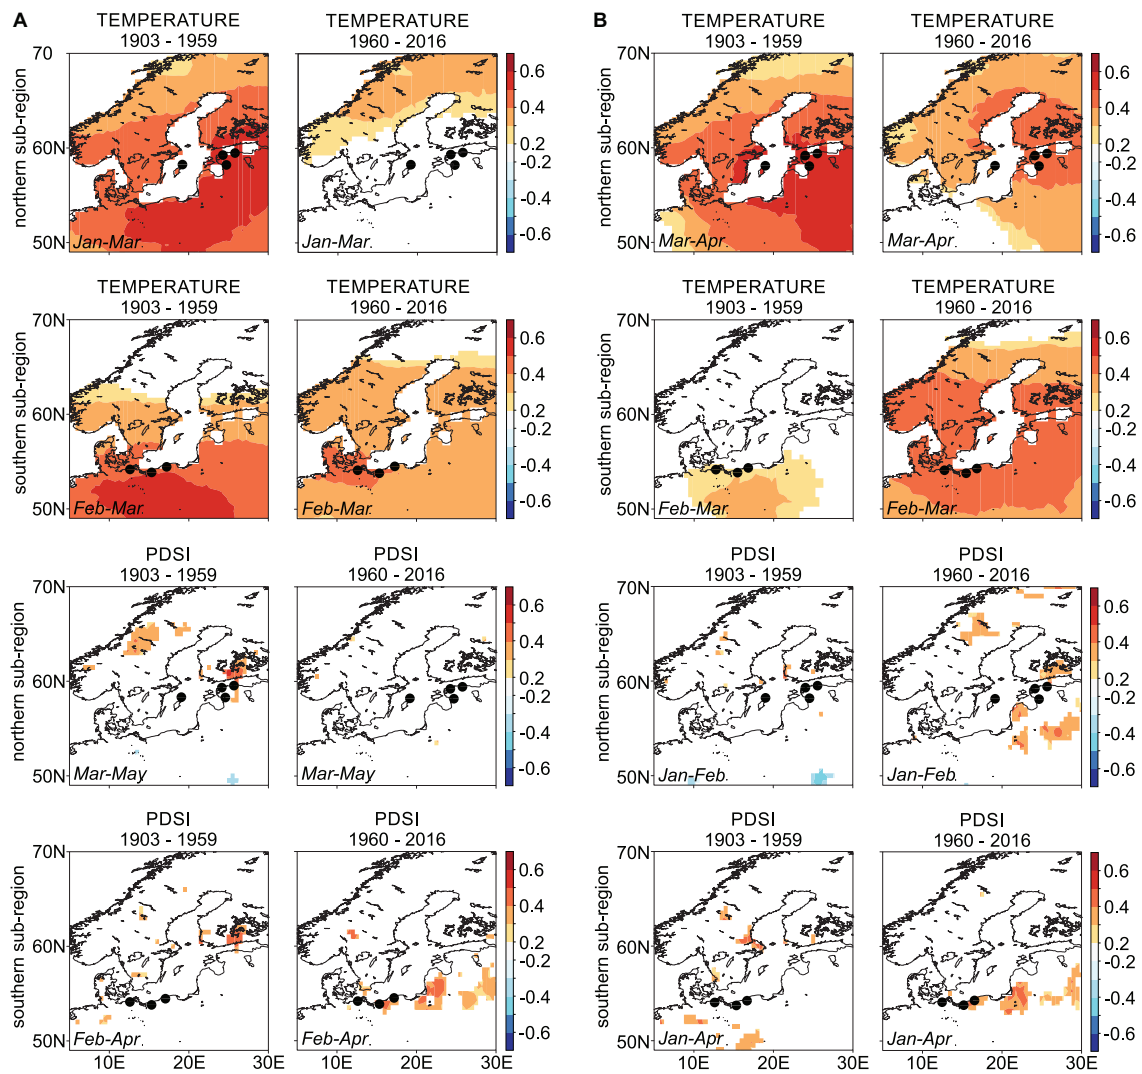 A
B
TEMPERATURE
1903 - 1959
TEMPERATURE
1960 - 2016
TEMPERATURE
1903 - 1959
TEMPERATURE
1960 - 2016
northern sub-region
70
60N
50N
Jan-Mar
Jan-Mar
0.6
0.4
0.2
-0.2
-0.4
-0.6
northern sub-region
70N
60N
50N
Mar-Apr
Mar-Apr
0.6
0.4
0.2
-0.2
-0.4
-0.6
TEMPERATURE
1903 - 1959
TEMPERATURE
1960 - 2016
TEMPERATURE
1903 - 1959
TEMPERATURE
1960 - 2016
southern sub-region
70N
60N
50N
Feb-Mar
Feb-Mar
0.6
0.4
0.2
-0.2
-0.4
-0.6
southern sub-region
70N
60N
50N
Feb-Mar
Feb-Mar
0.6
0.4
0.2
-0.2
-0.4
-0.6
PDSI
1903 - 1959
PDSI
1960 - 2016
PDSI
1903 - 1959
PDSI
1960 - 2016
northern sub-region
70N
60N
50N
Mar-May
Mar-May
0.6
0.4
0.2
-0.2
-0.4
-0.6
northern sub-region
70N
60N
50N
Jan-Feb
Jan-Feb
0.6
0.4
0.2
-0.2
-0.4
-0.6
PDSI
1903 - 1959
PDSI
1960 - 2016
PDSI
1903 - 1959
PDSI
1960 - 2016
southern sub-region
70N
60N
50N
Feb-Apr
Feb-Apr
0.6
0.4
0.2
-0.2
-0.4
-0.6
southern sub-region
70N
60N
50N
Jan-Apr
Jan-Apr
0.6
0.4
0.2
-0.2
-0.4
-0.6
10E 20E 30E
10E 20E 30E
10E 20E 30E
10E 20E 30E